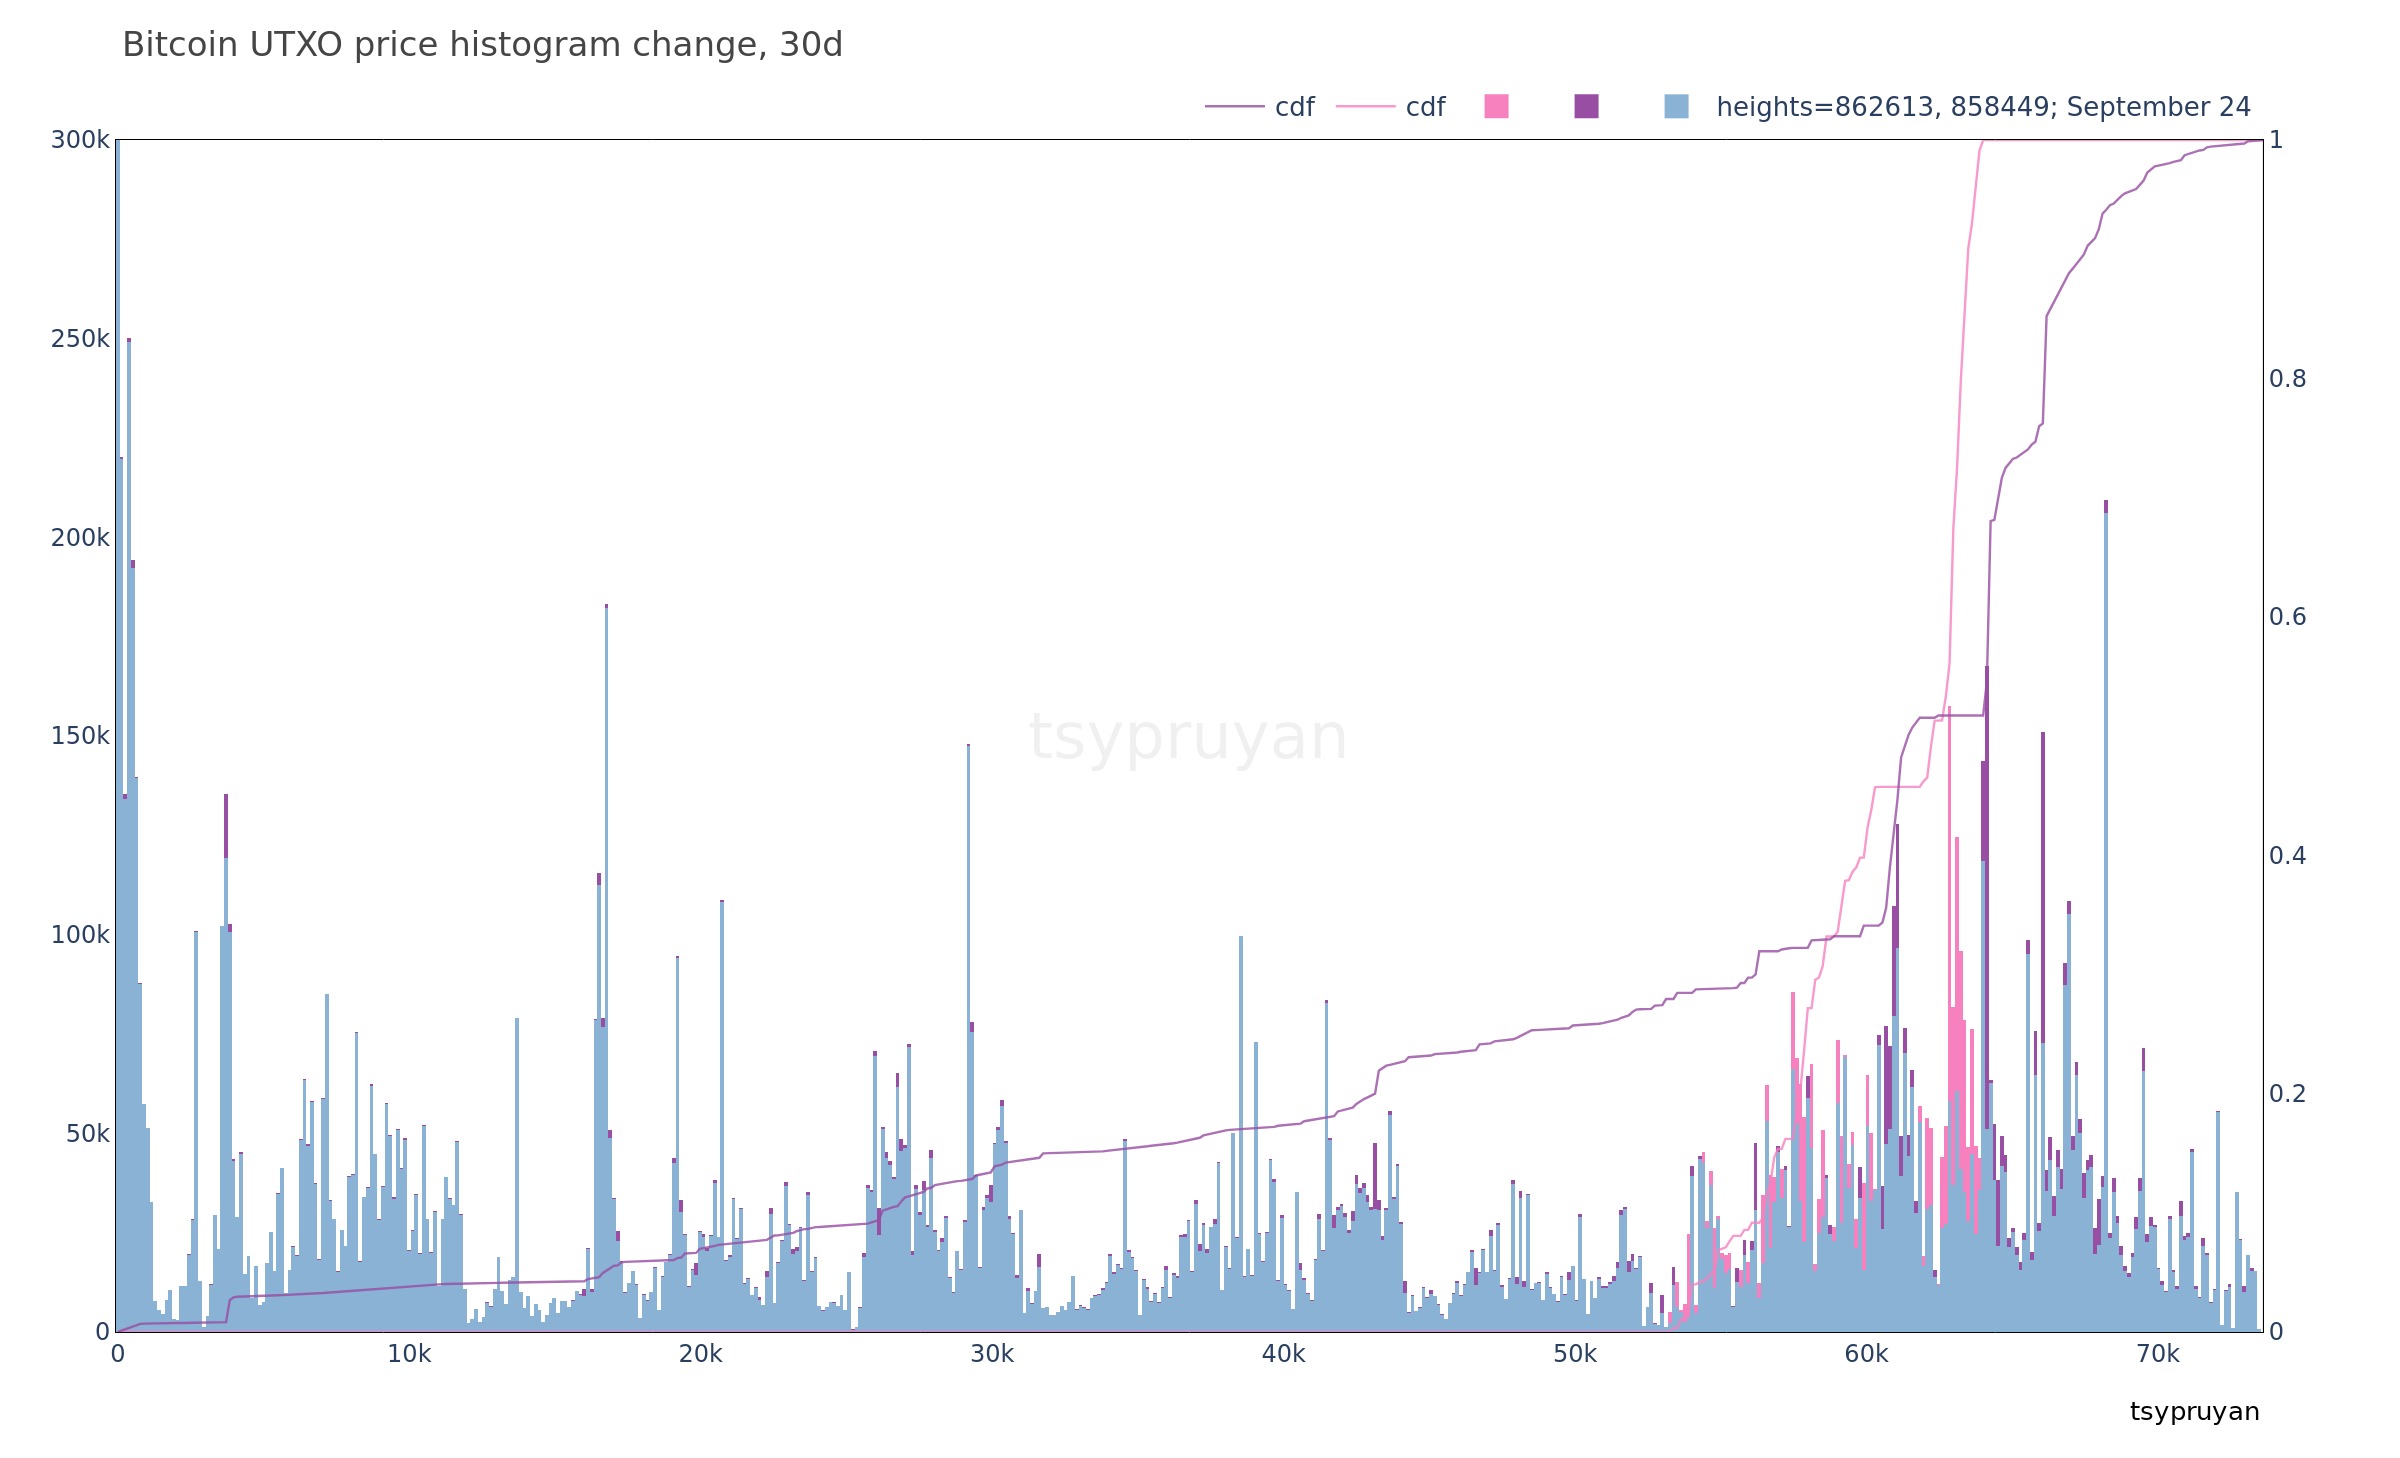 Bitcoin UTXO price histogram change, 30d
cdf cdf heights=862613, 858449; September 24
300k
250k
200k
150k
100k
50k
0
1
0.8
0.6
0.4
0.2
0
tsypruyan
0 10k 20k 30k 40k 50k 60k 70k
tsypruyan